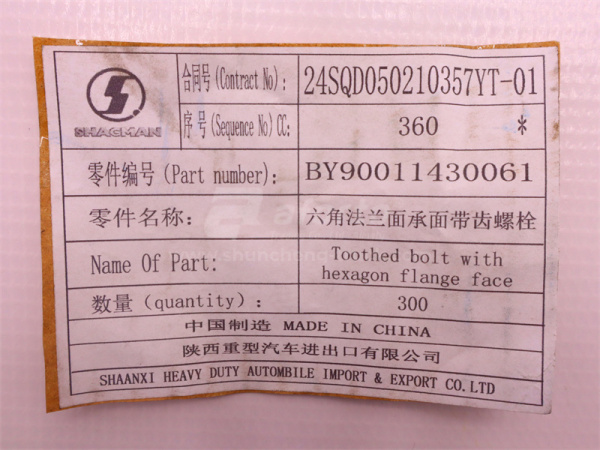 SHACMAN
合同号(Contract No): 24SQD050210357YT-01
序号(Sequence No)CC: 360 *
零件编号(Part number): BY90011430061
零件名称: 六角法兰面承面带齿螺栓
Name Of Part: Toothed bolt with
hexagon flange face
数量(quantity): 300
中国制造 MADE IN CHINA
陕西重型汽车进出口有限公司
SHAANXI HEAVY DUTY AUTOMBILE IMPORT & EXPORT CO.LTD